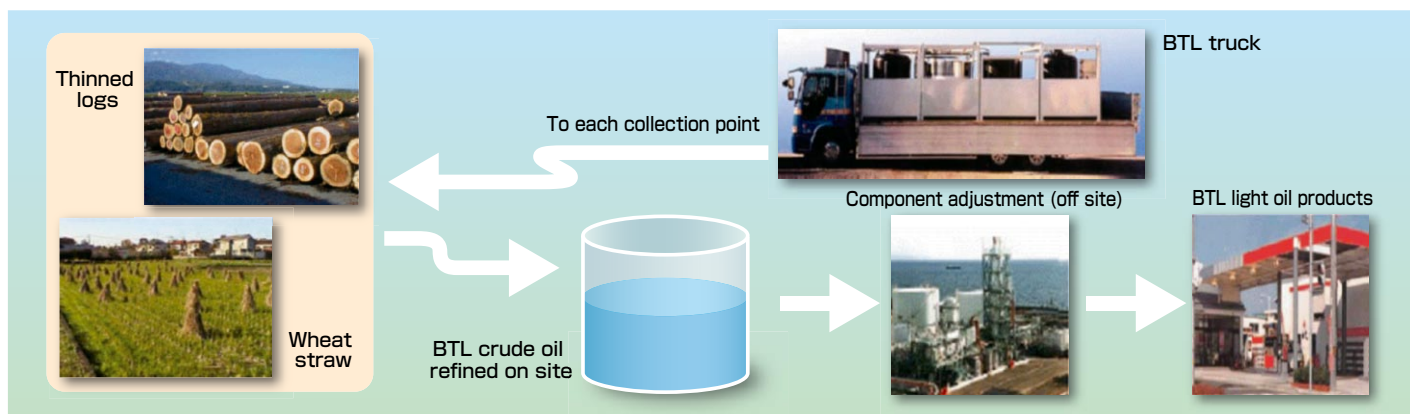 Thinned
logs
BTL truck
To each collection point
Component adjustment (off site)
BTL light oil products
Wheat
straw
BTL crude oil
refined on site